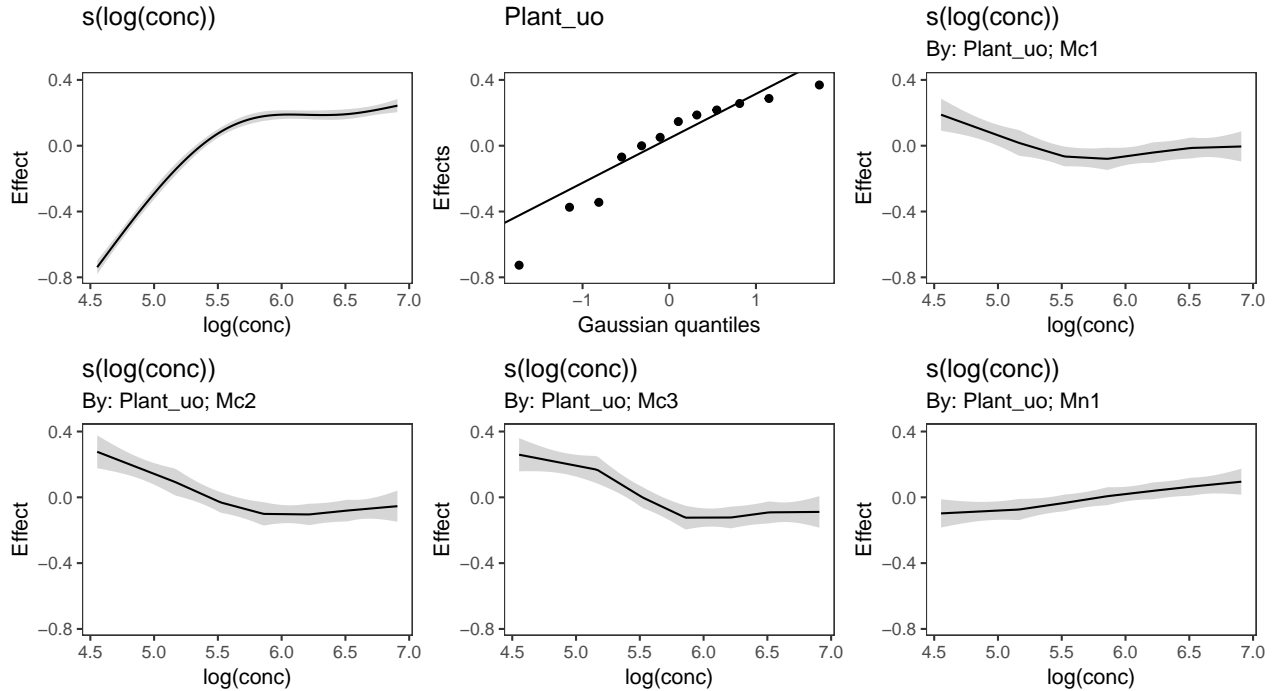 s(log(conc))
Effect
0.4
0.0
−0.4
−0.8
4.5 5.0 5.5 6.0 6.5 7.0
log(conc)
Plant_uo
Effects
0.4
0.0
−0.4
−0.8
−1 0 1
Gaussian quantiles
s(log(conc))
By: Plant_uo; Mc1
Effect
0.4
0.0
−0.4
−0.8
4.5 5.0 5.5 6.0 6.5 7.0
log(conc)
s(log(conc))
By: Plant_uo; Mc2
Effect
0.4
0.0
−0.4
−0.8
4.5 5.0 5.5 6.0 6.5 7.0
log(conc)
s(log(conc))
By: Plant_uo; Mc3
Effect
0.4
0.0
−0.4
−0.8
4.5 5.0 5.5 6.0 6.5 7.0
log(conc)
s(log(conc))
By: Plant_uo; Mn1
Effect
0.4
0.0
−0.4
−0.8
4.5 5.0 5.5 6.0 6.5 7.0
log(conc)